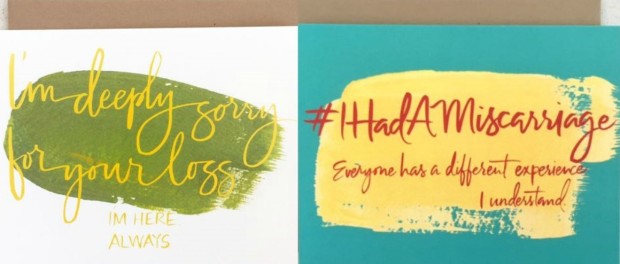 I'm deeply sorry
for your loss
IM HERE
ALWAYS
#IHadAMiscarriage
Everyone has a different experience
I understand.